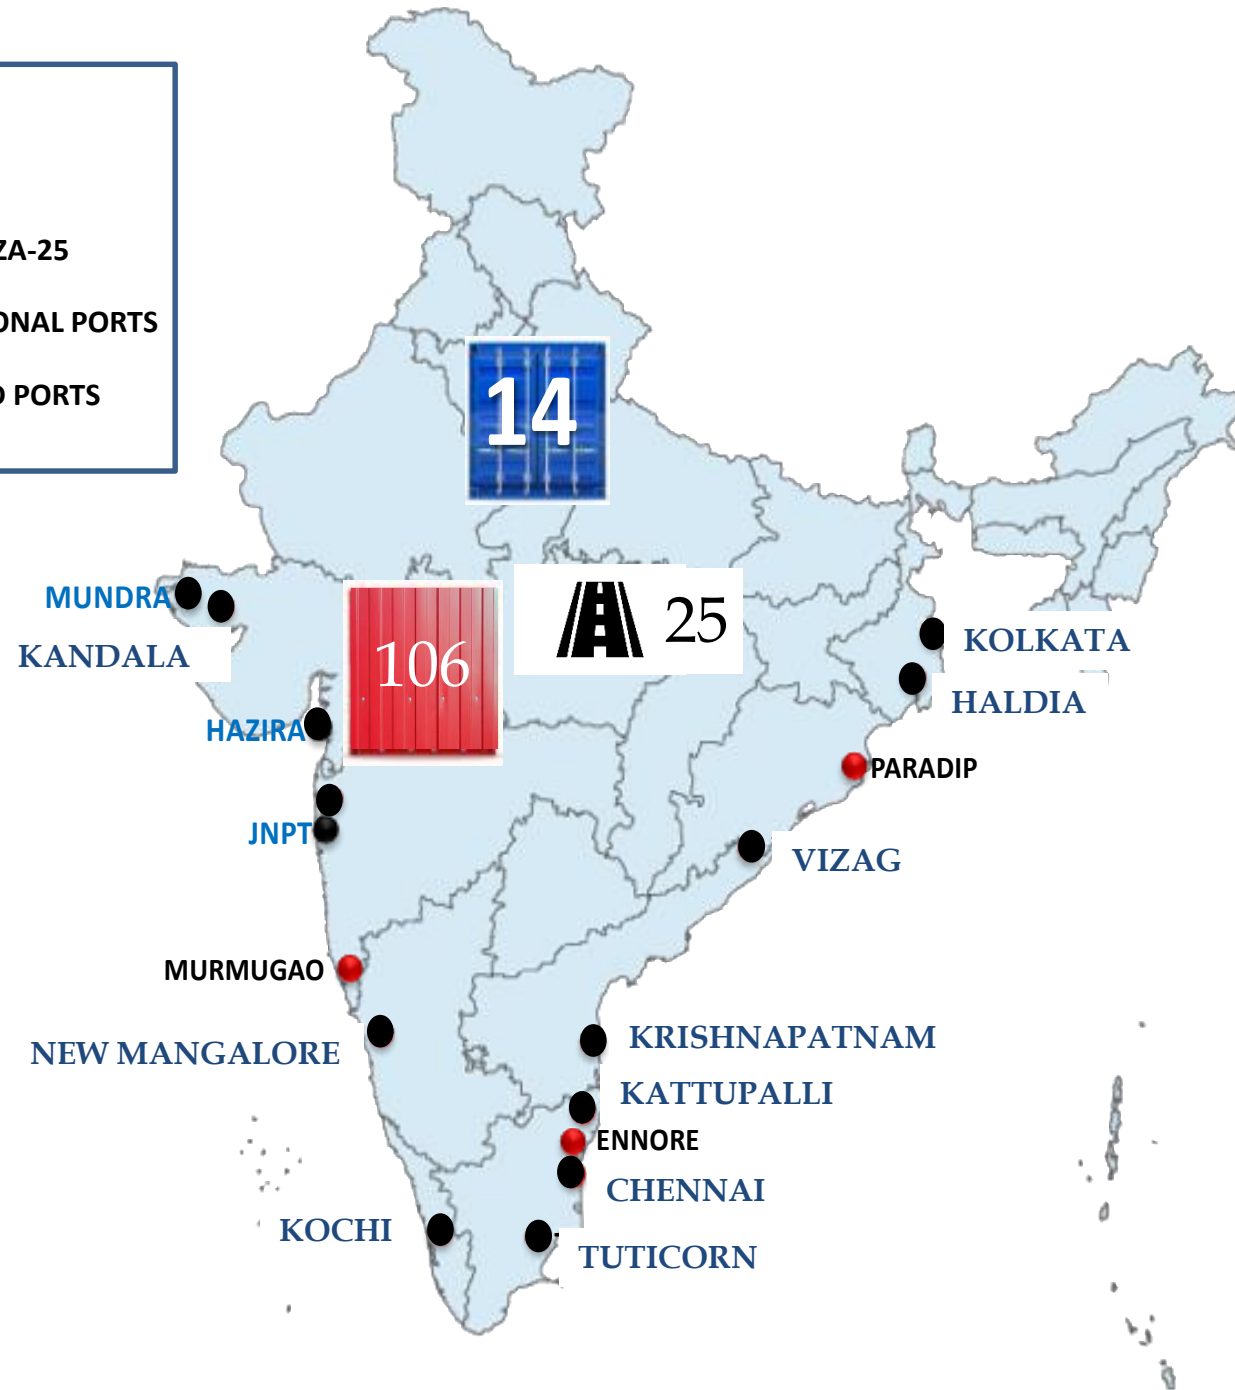 ZA-25
ONAL PORTS
PORTS
14
25
MUNDRA
KANDALA
106
KOLKATA
HALDIA
HAZIRA
PARADIP
JNPT
VIZAG
MURMUGAO
NEW MANGALORE
KRISHNAPATNAM
KATTUPALLI
ENNORE
CHENNAI
KOCHI
TUTICORN